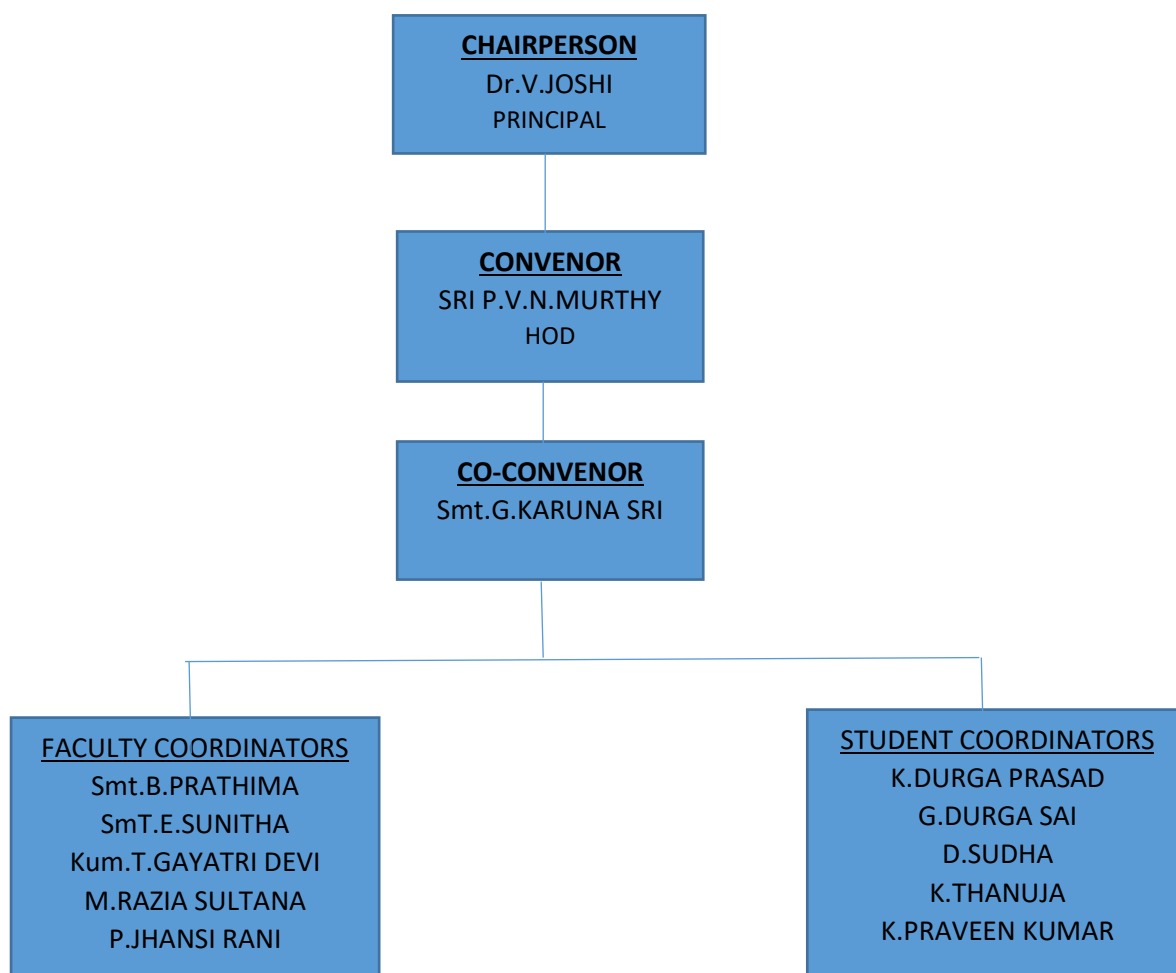 CHAIRPERSON
Dr.V.JOSHI
PRINCIPAL
CONVENOR
SRI P.V.N.MURTHY
HOD
CO-CONVENOR
Smt.G.KARUNA SRI
FACULTY COORDINATORS
Smt.B.PRATHIMA
SmT.E.SUNITHA
Kum.T.GAYATRI DEVI
M.RAZIA SULTANA
P.JHANSI RANI
STUDENT COORDINATORS
K.DURGA PRASAD
G.DURGA SAI
D.SUDHA
K.THANUJA
K.PRAVEEN KUMAR